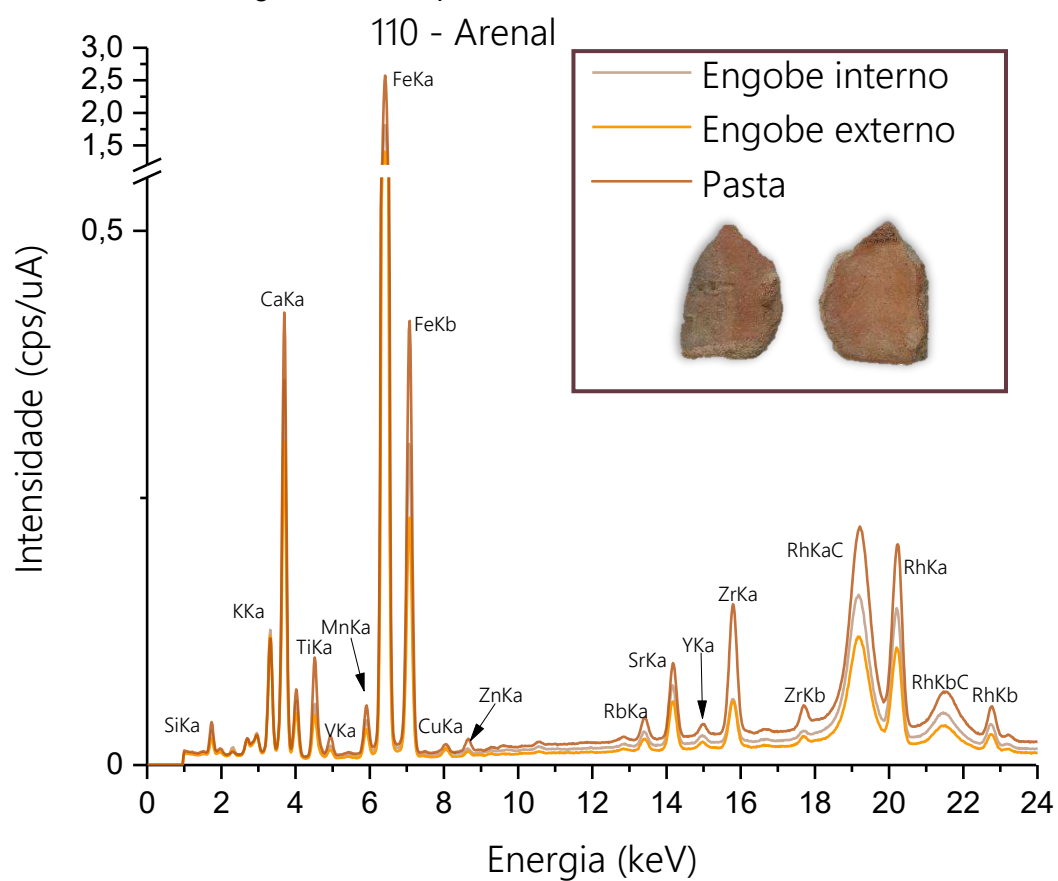 110 - Arenal
Engobe interno
Engobe externo
Pasta
3,0
2,5
2,0
1,5
0,5
0
Intensidade (cps/uA)
SiKa
KKa
CaKa
TiKa
VKa
MnKa
FeKa
FeKb
CuKa
ZnKa
RbKa
SrKa
YKa
ZrKa
ZrKb
RhKaC
RhKa
RhKbC
RhKb
0 2 4 6 8 10 12 14 16 18 20 22 24
Energia (keV)